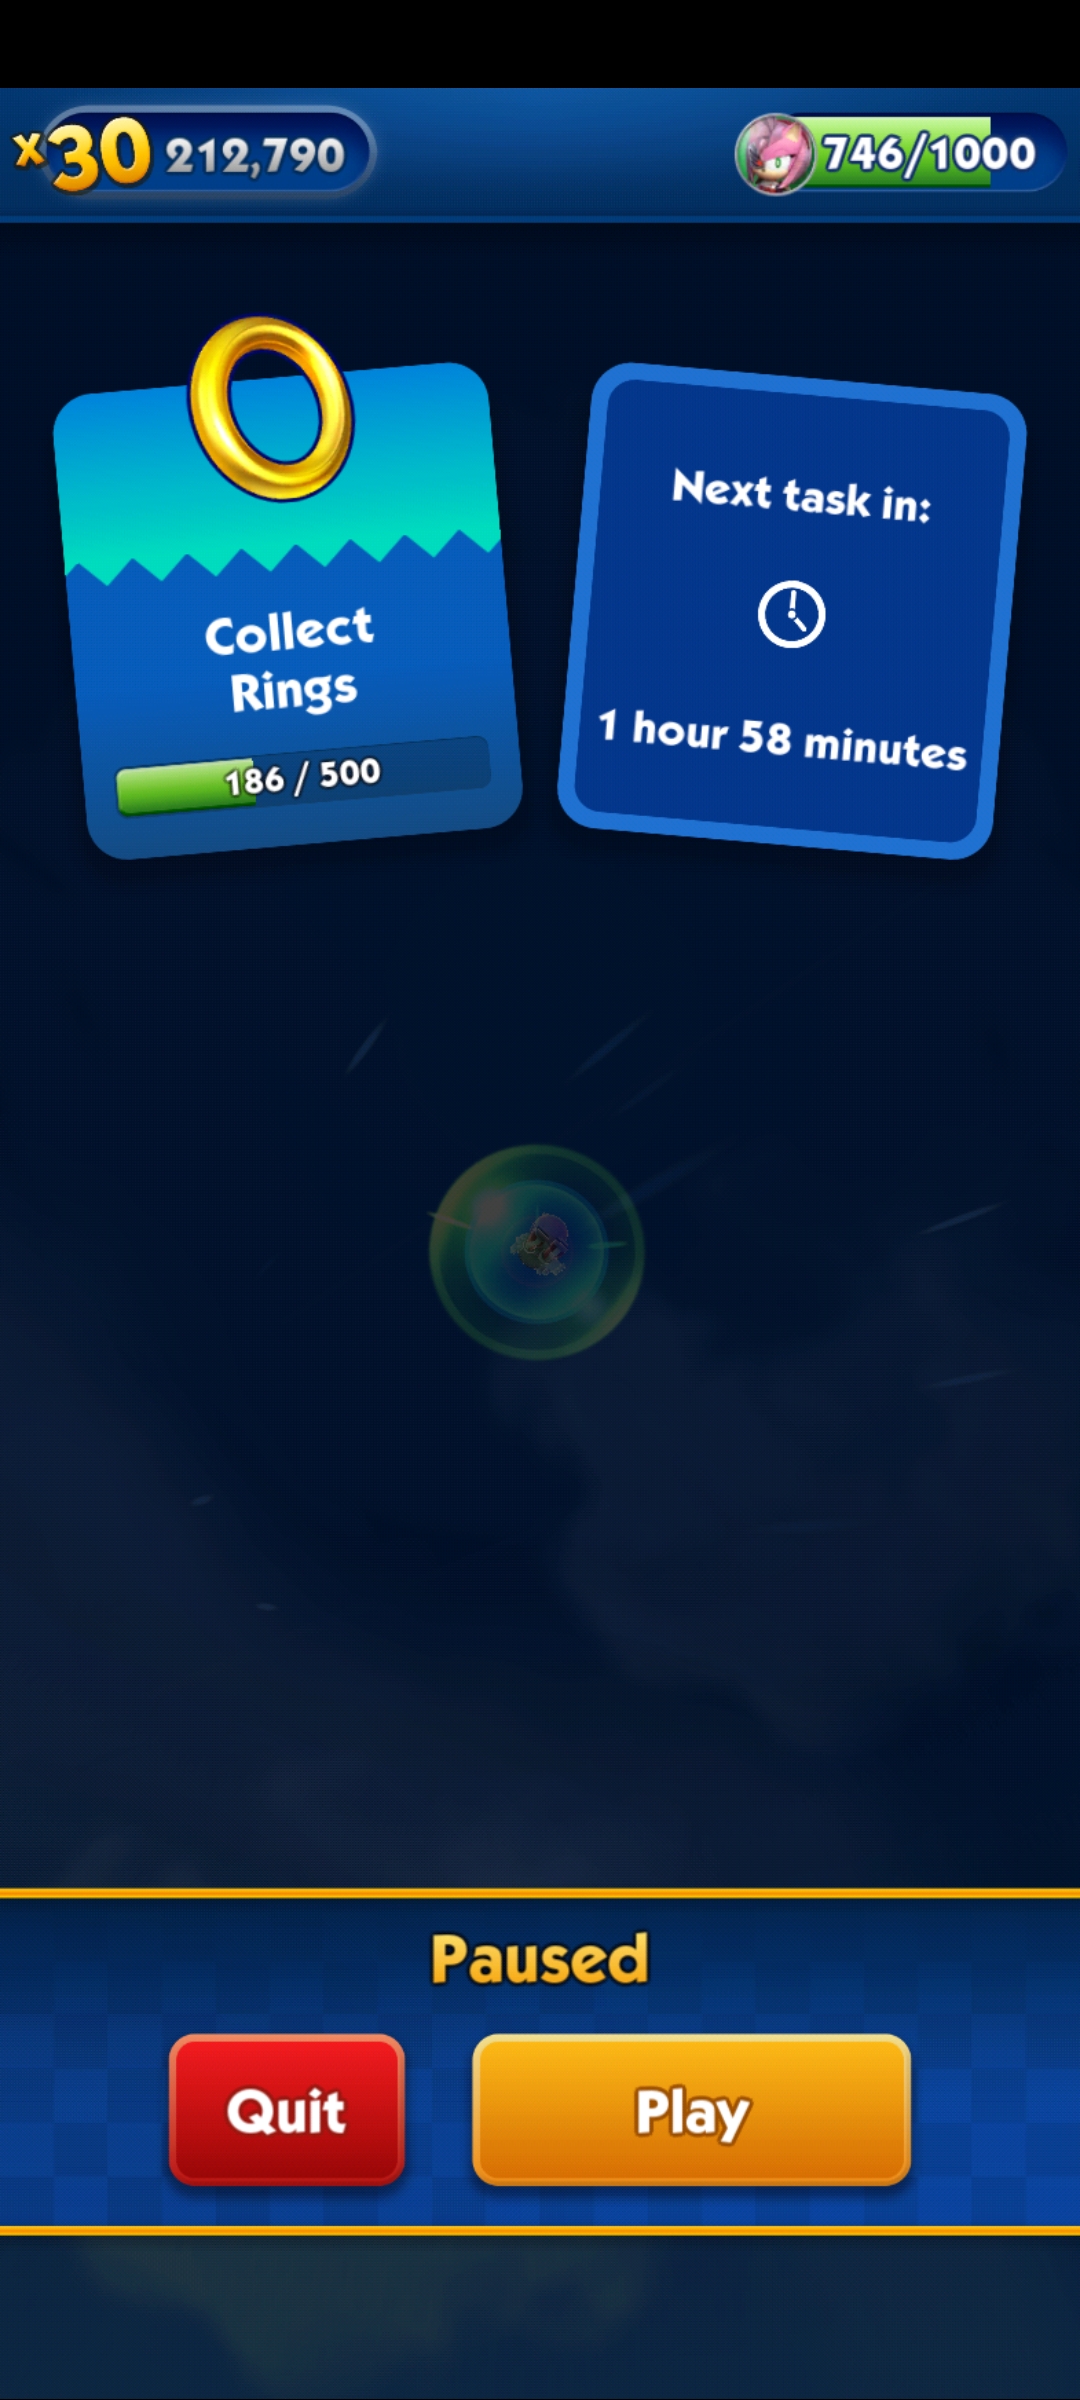 x30 212,790
746/1000
Collect
Rings
186 / 500
Next task in:
1 hour 58 minutes
Paused
Quit
Play